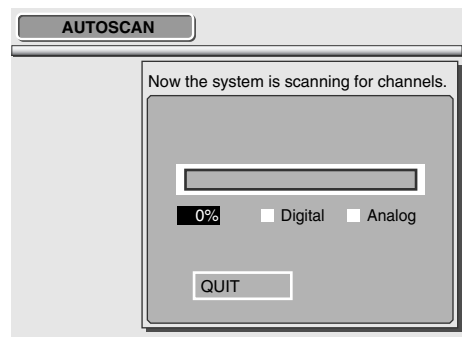 AUTOSCAN
Now the system is scanning for channels.
0% Digital Analog
QUIT